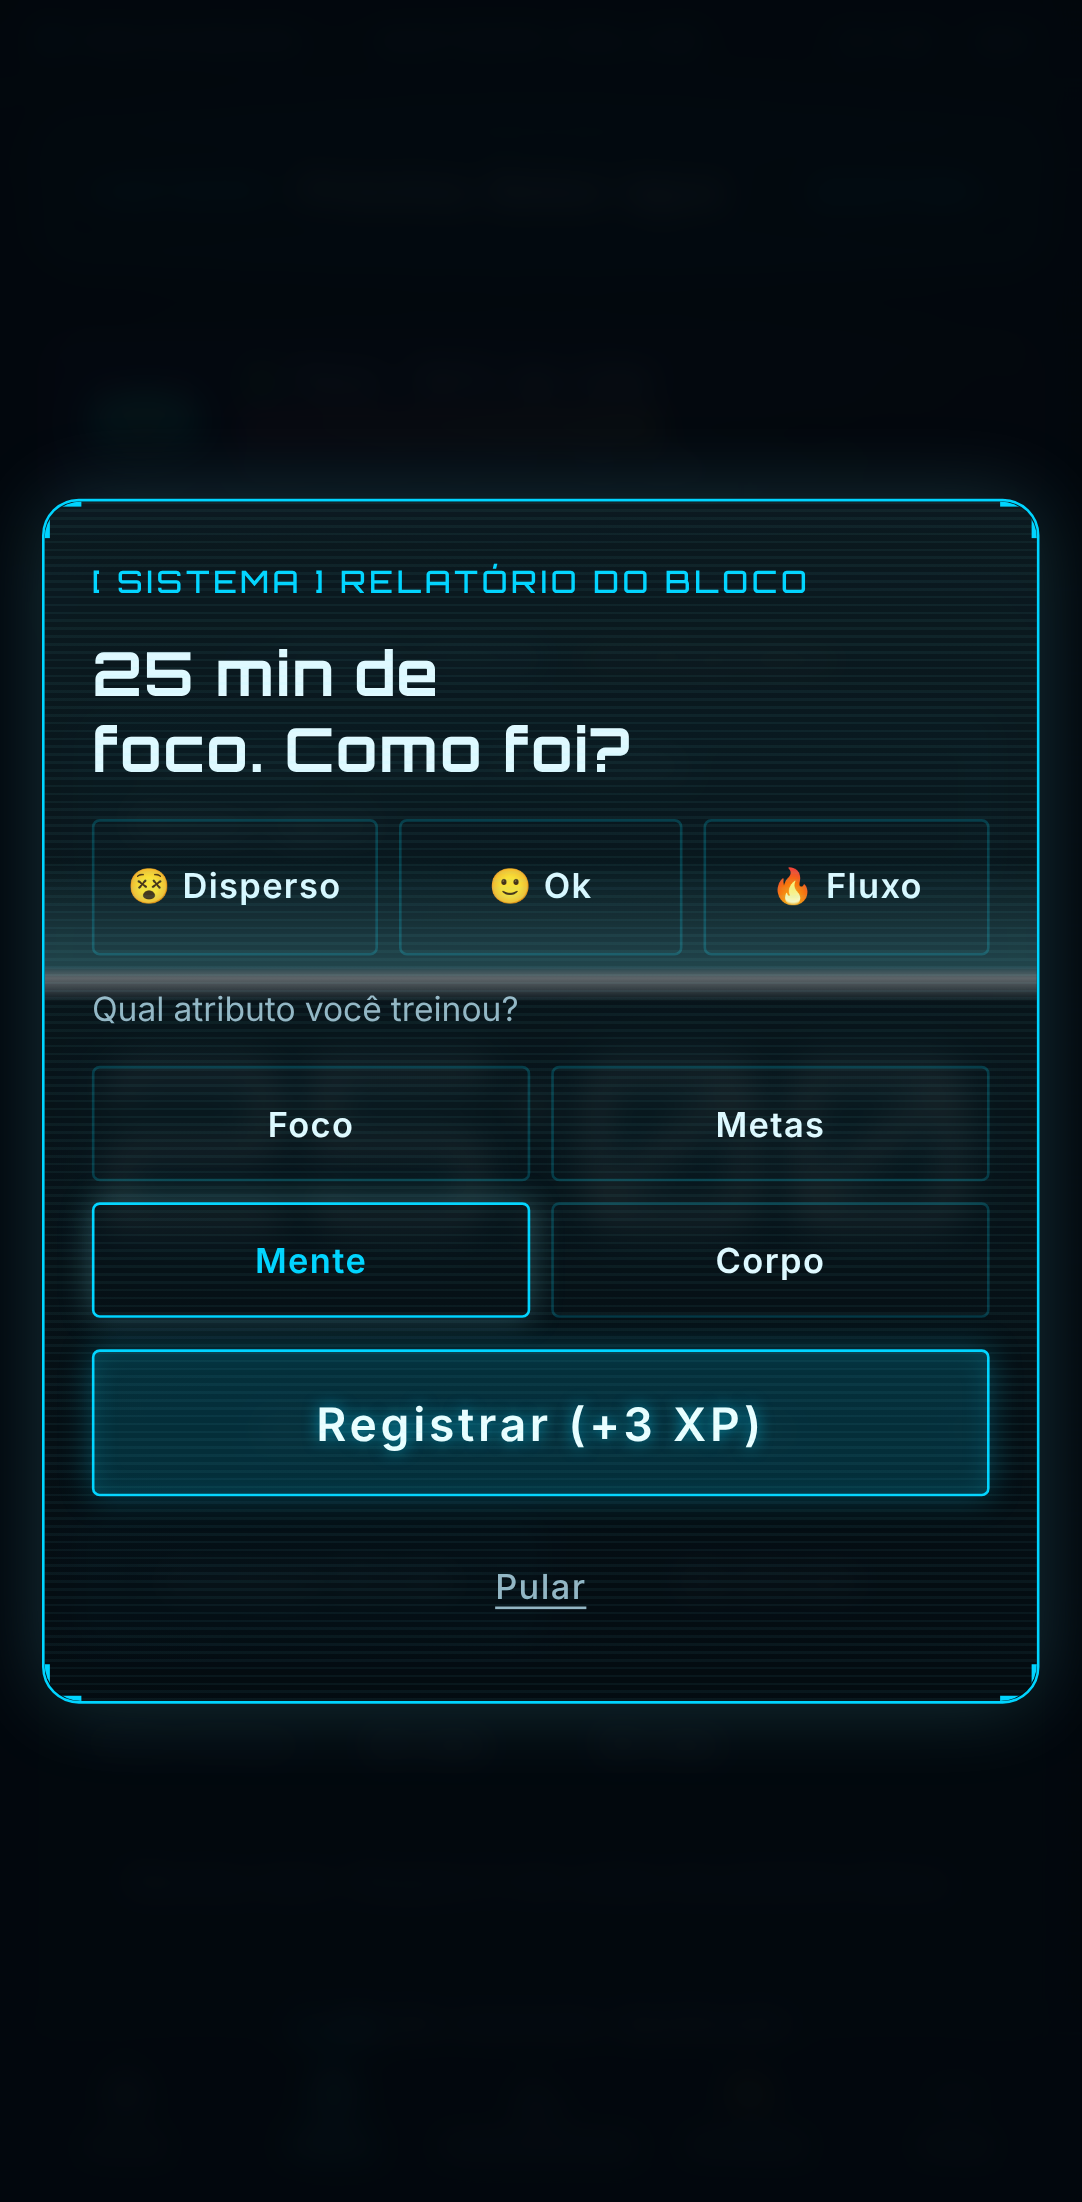 [ SISTEMA ] RELATÓRIO DO BLOCO
25 min de
foco. Como foi?
😵 Disperso
🙂 Ok
🔥 Fluxo
Qual atributo você treinou?
Foco
Metas
Mente
Corpo
Registrar (+3 XP)
Pular